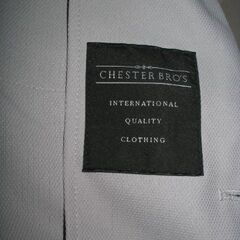 CHESTER BRO'S
INTERNATIONAL
QUALITY
CLOTHING